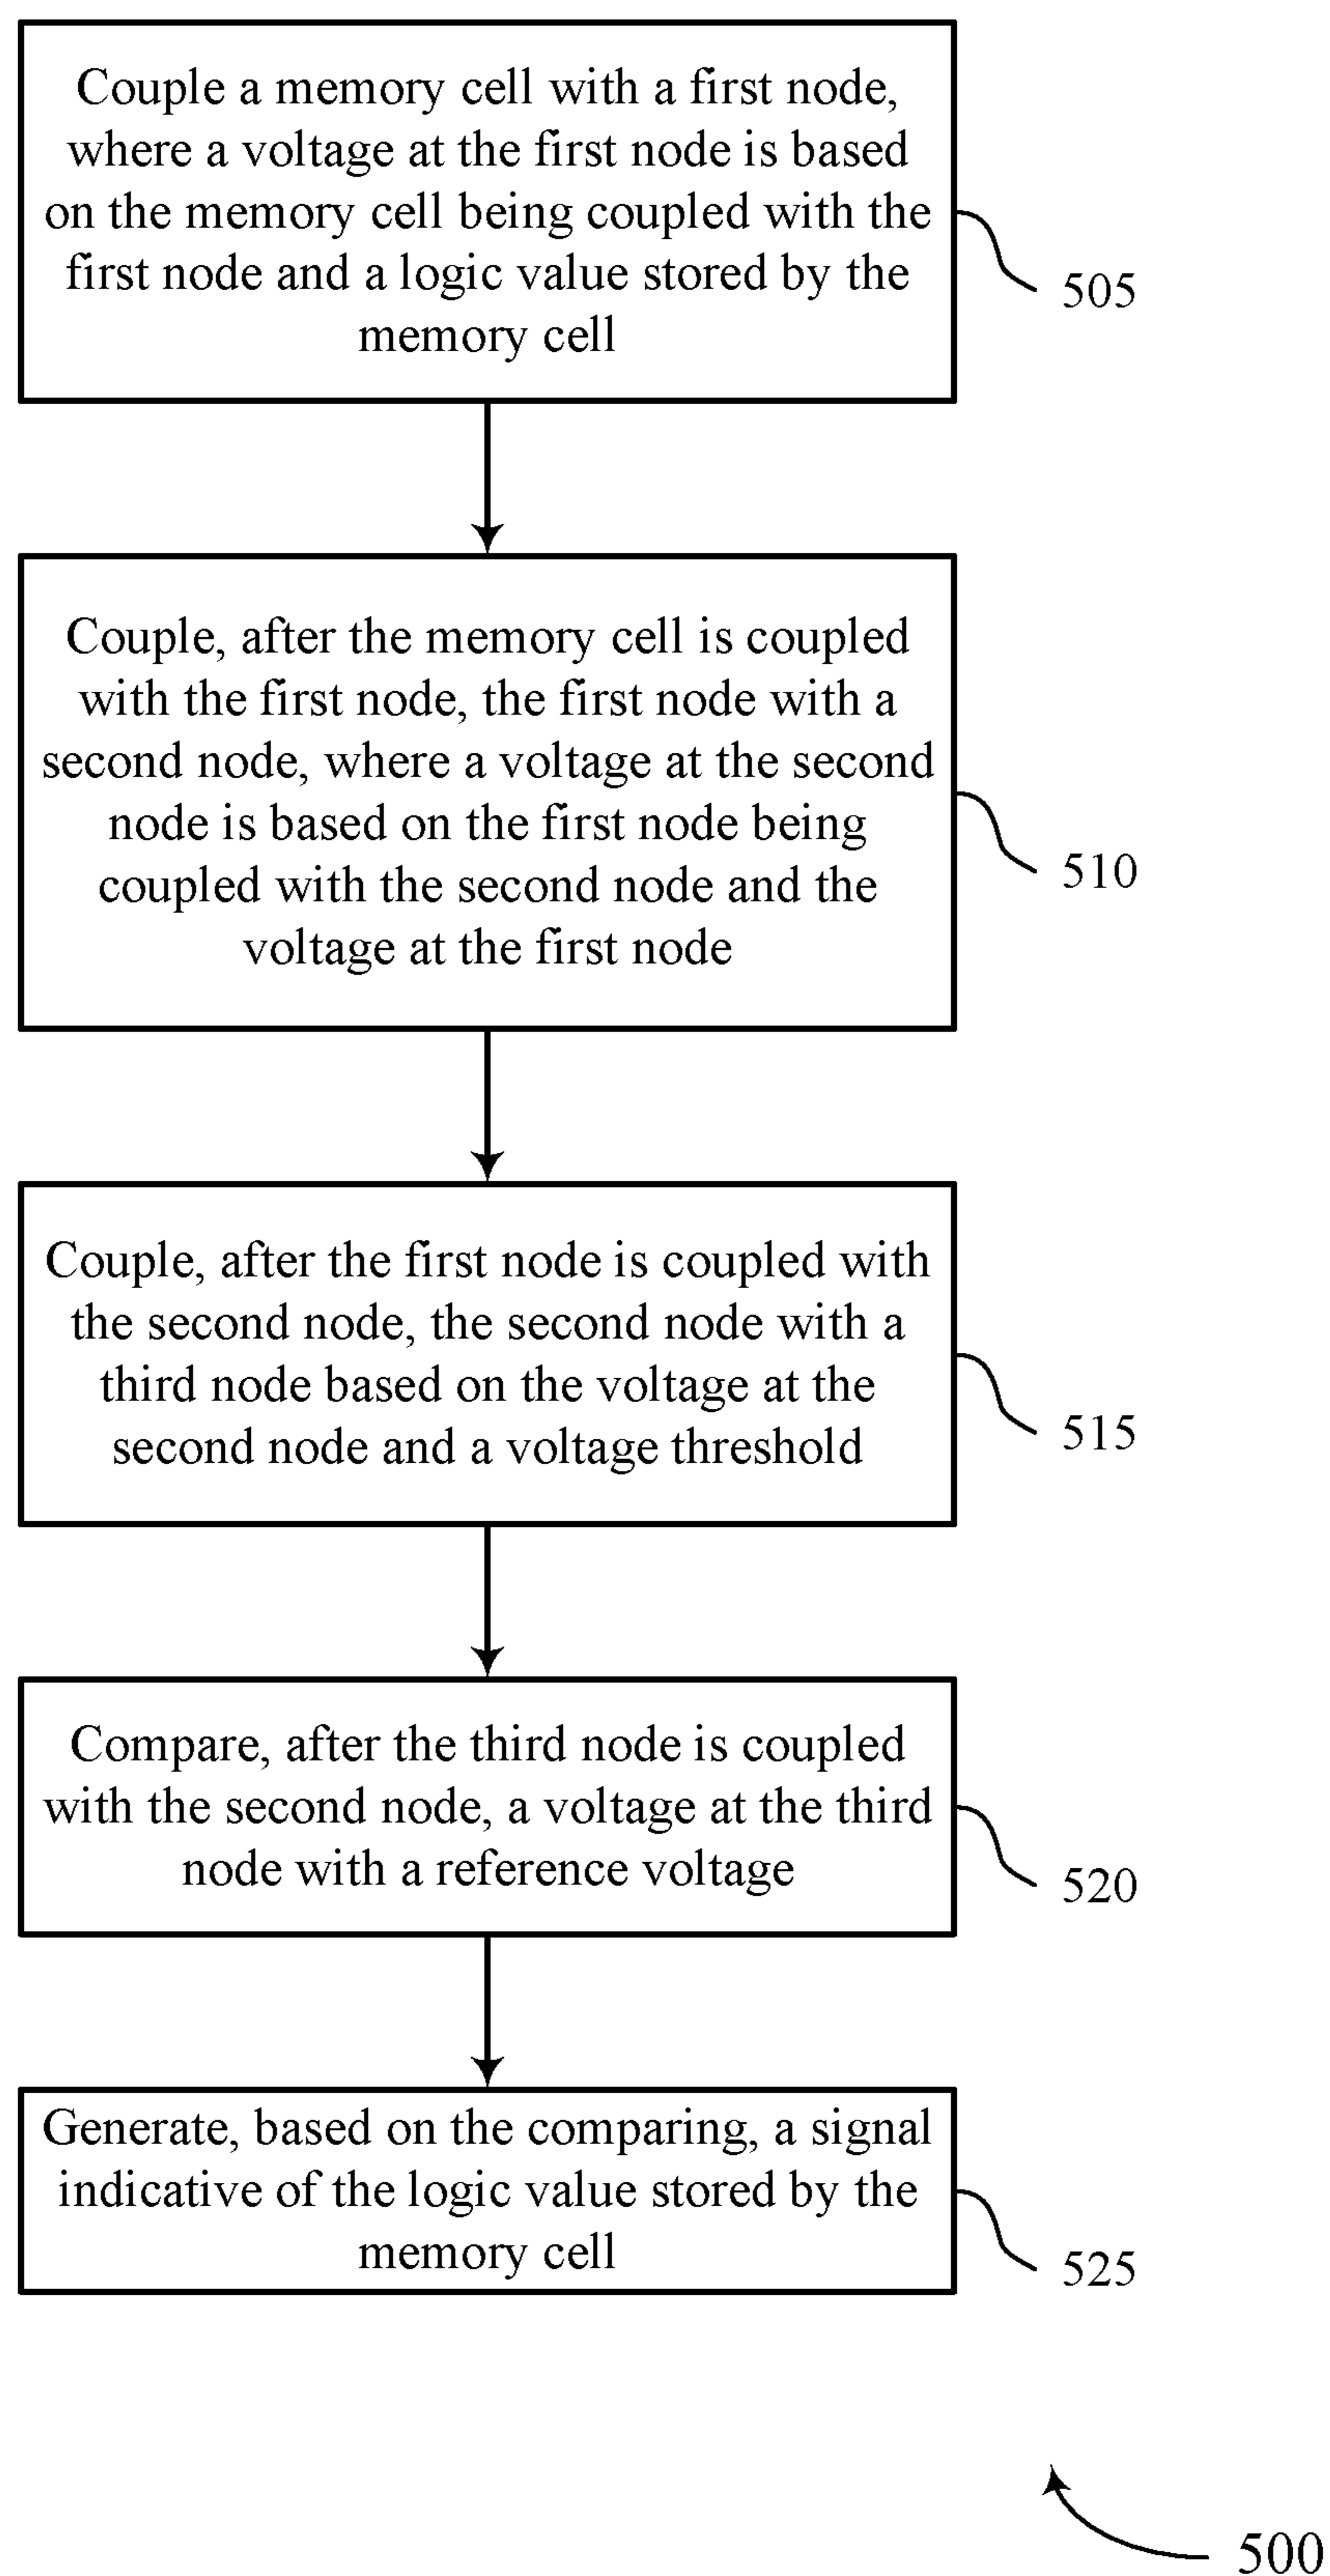 Couple a memory cell with a first node,
where a voltage at the first node is based
on the memory cell being coupled with the
first node and a logic value stored by the
memory cell
505
Couple, after the memory cell is coupled
with the first node, the first node with a
second node, where a voltage at the second
node is based on the first node being
coupled with the second node and the
voltage at the first node
510
Couple, after the first node is coupled with
the second node, the second node with a
third node based on the voltage at the
second node and a voltage threshold
515
Compare, after the third node is coupled
with the second node, a voltage at the third
node with a reference voltage
520
Generate, based on the comparing, a signal
indicative of the logic value stored by the
memory cell
525
500